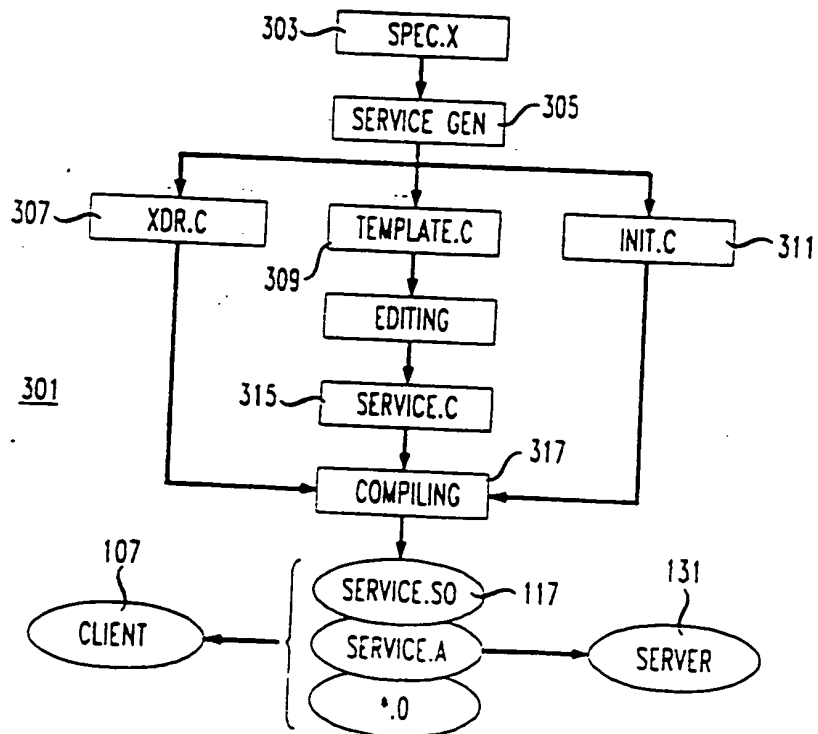 303
SPEC.X
SERVICE GEN
305
307
XDR.C
TEMPLATE.C
309
INIT.C
311
EDITING
301
315
SERVICE.C
317
COMPILING
107
CLIENT
SERVICE.SO
117
SERVICE.A
*.O
131
SERVER